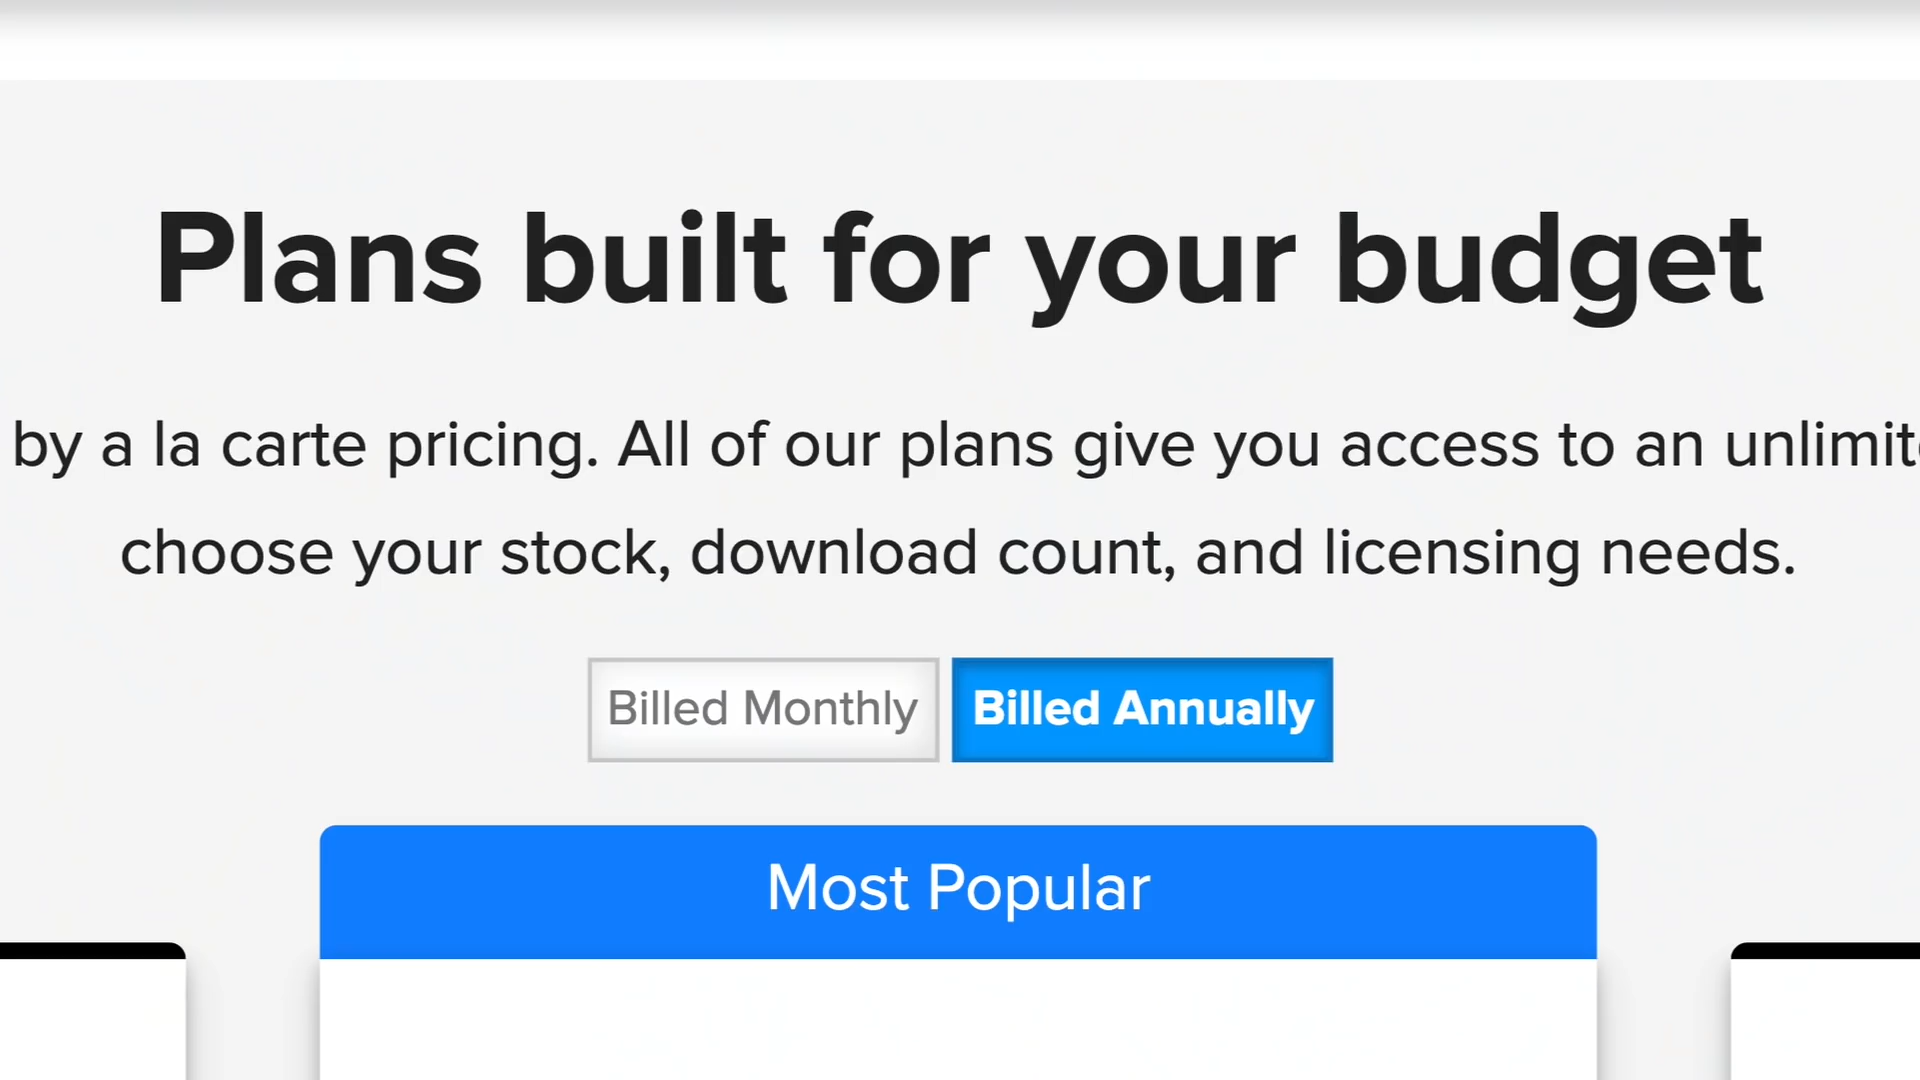 Plans built for your budget
by a la carte pricing. All of our plans give you access to an
choose your stock, download count, and licensing needs.
Billed Monthly
Billed Annually
Most Popular